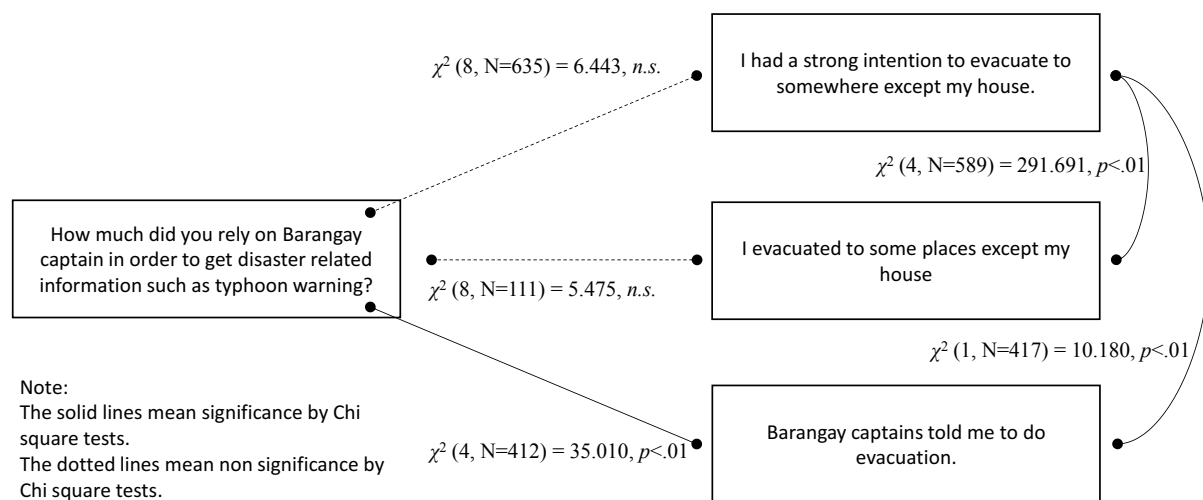 χ² (8, N=635) = 6.443, n.s.
I had a strong intention to evacuate to
somewhere except my house.
χ² (4, N=589) = 291.691, p<.01
How much did you rely on Barangay
captain in order to get disaster related
information such as typhoon warning?
I evacuated to some places except my
house
χ² (8, N=111) = 5.475, n.s.
χ² (1, N=417) = 10.180, p<.01
Note:
The solid lines mean significance by Chi
square tests.
The dotted lines mean non significance by
Chi square tests.
χ² (4, N=412) = 35.010, p<.01
Barangay captains told me to do
evacuation.